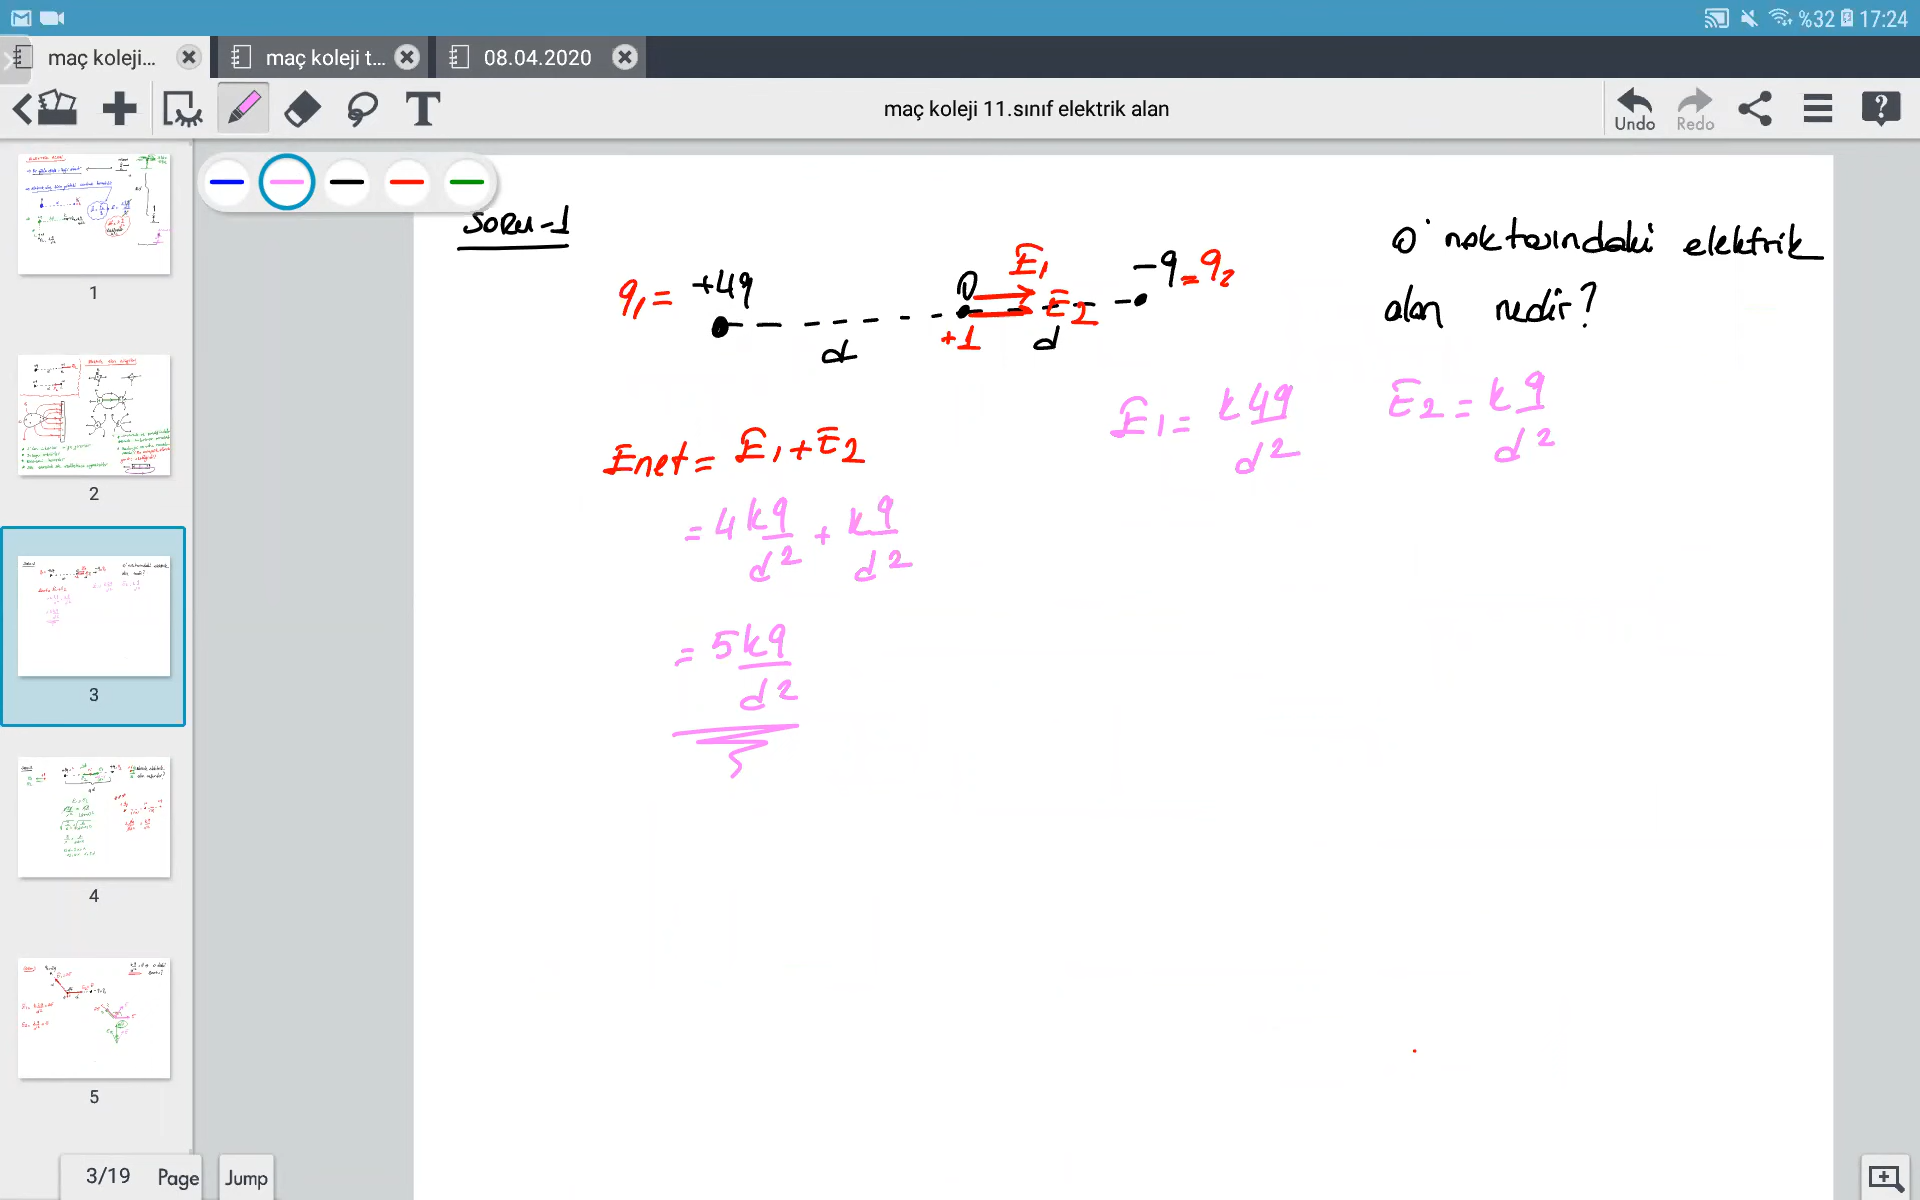 %32 17:24
maç koleji... maç koleji t... 08.04.2020
T maç koleji 11.sınıf elektrik alan Undo Redo ?
SORU-1
O noktasındaki elektrik
alan nedir?
q₁ = +4q O E₁ -q = q₂
E₂
+1
d d
E₁ = k4q/d² E₂ = kq/d²
Enet = E₁ + E₂
= 4kq/d² + kq/d²
= 5kq/d²
1
2
3
4
5
3/19 Page Jump